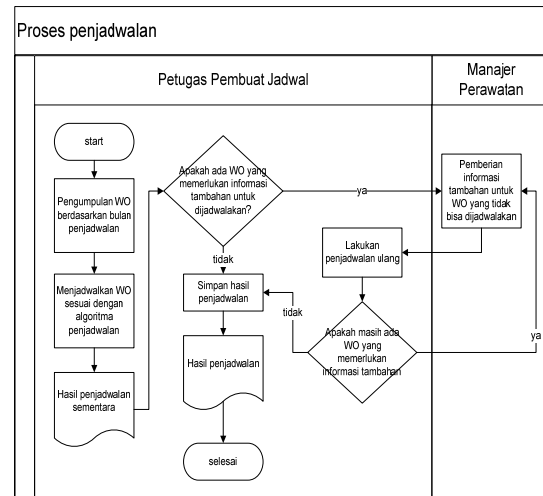 Proses penjadwalan
Petugas Pembuat Jadwal
Manajer
Perawatan
start
Pengumpulan WO
berdasarkan bulan
penjadwalan
Menjadwalkan WO
sesuai dengan
algoritma
penjadwalan
Hasil penjadwalan
sementara
Apakah ada WO yang
memerlukan informasi
tambahan untuk
dijadwalakan?
ya
tidak
Simpan hasil
penjadwalan
Hasil penjadwalan
selesai
Pemberian
informasi
tambahan untuk
WO yang tidak
bisa dijadwalakan
Lakukan
penjadwalan ulang
Apakah masih ada
WO yang
memerlukan
informasi tambahan
tidak
ya